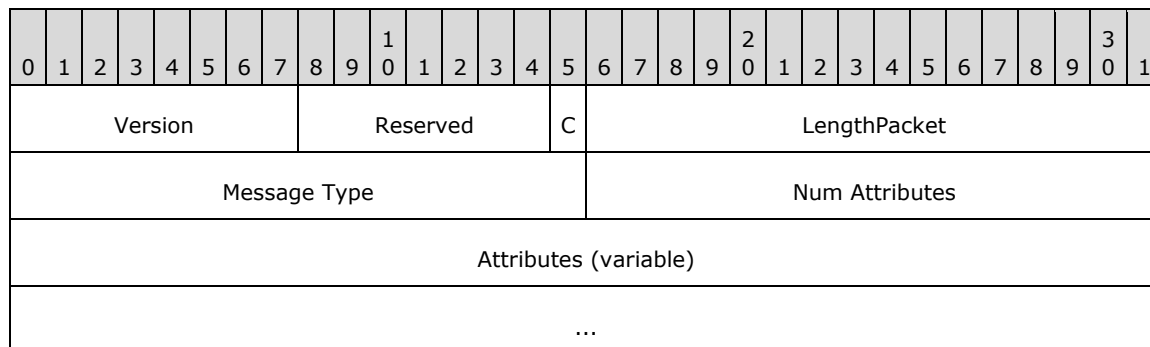 0 1 2 3 4 5 6 7 8 9 1 0 1 2 3 4 5 6 7 8 9 2 0 1 2 3 4 5 6 7 8 9 3 0 1
Version Reserved C LengthPacket
Message Type Num Attributes
Attributes (variable)
...